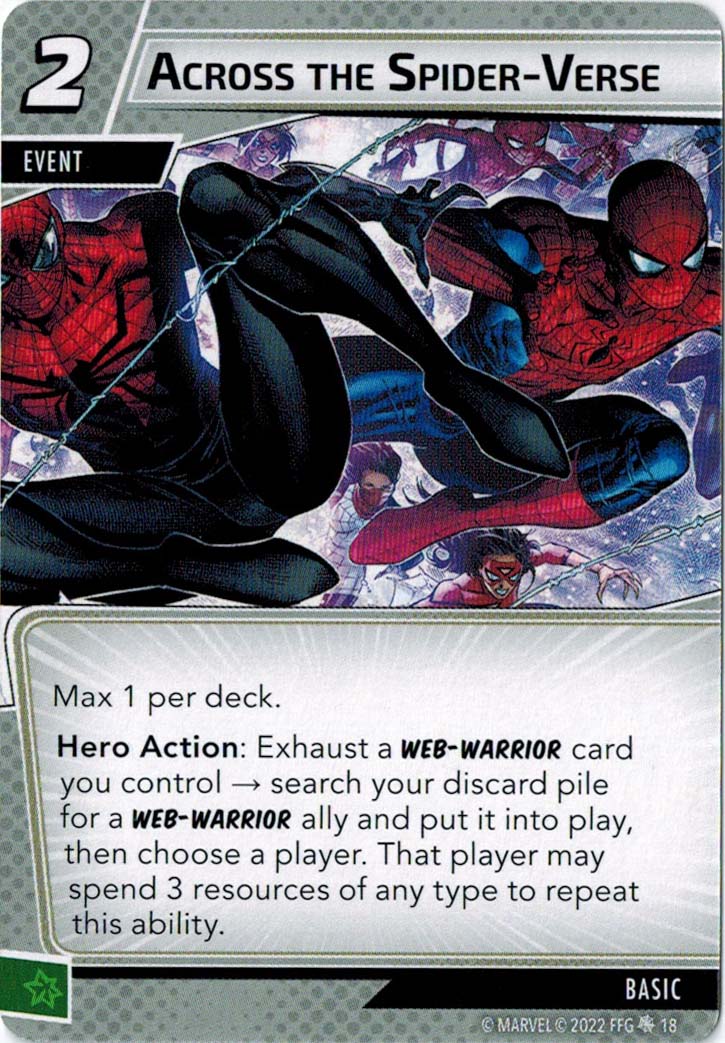 2
ACROSS THE SPIDER-VERSE
EVENT
Max 1 per deck.
Hero Action: Exhaust a WEB-WARRIOR card
you control → search your discard pile
for a WEB-WARRIOR ally and put it into play,
then choose a player. That player may
spend 3 resources of any type to repeat
this ability.
BASIC
© MARVEL © 2022 FFG 18